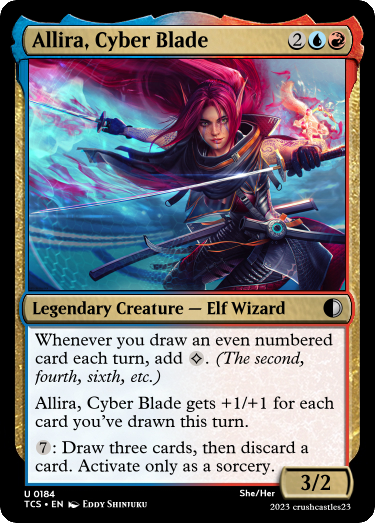 Allira, Cyber Blade 2
Legendary Creature — Elf Wizard
Whenever you draw an even numbered
card each turn, add . (The second,
fourth, sixth, etc.)
Allira, Cyber Blade gets +1/+1 for each
card you've drawn this turn.
7: Draw three cards, then discard a
card. Activate only as a sorcery.
3/2
U 0184 She/Her
TCS • EN Eddy Shinjuku 2023 crushcastles23